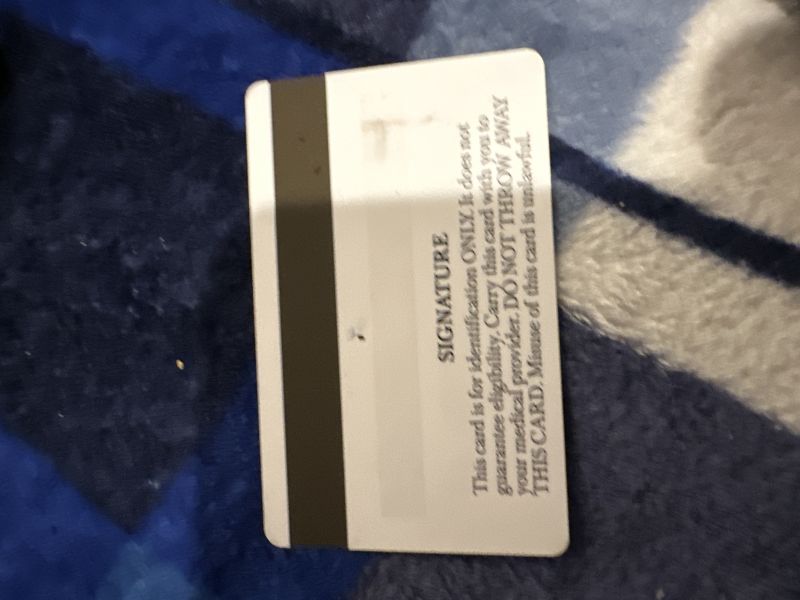 SIGNATURE
This card is for identification ONLY. It does not
guarantee eligibility. Carry this card with you to
your medical provider. DO NOT THROW AWAY
THIS CARD. Misuse of this card is unlawful.